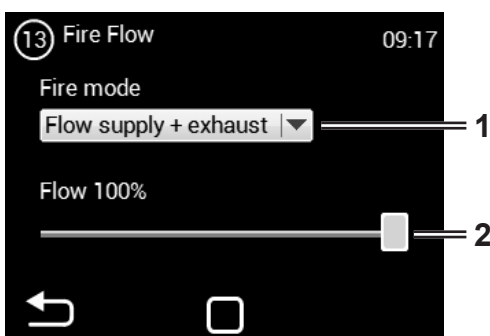 13 Fire Flow 09:17
Fire mode
Flow supply + exhaust 1
Flow 100%
2